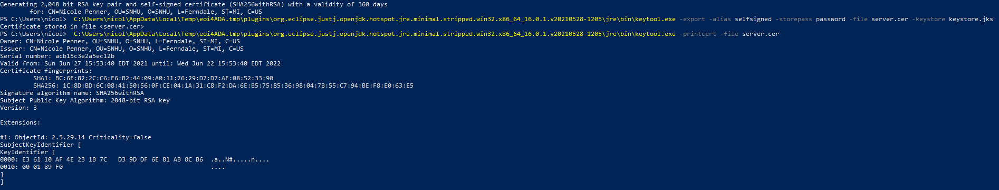 Generating 2,048 bit RSA key pair and self-signed certificate (SHA256withRSA) with a validity of 360 days
        for: CN=Nicole Penner, OU=SNHU, O=SNHU, L=Ferndale, ST=MI, C=US
PS C:\Users\nicol>  C:\Users\nicol\AppData\Local\Temp\eoi4ADA.tmp\plugins\org.eclipse.justj.openjdk.hotspot.jre.minimal.stripped.win32.x86_64_16.0.1.v20210528-1205\jre\bin\keytool.exe -export -alias selfsigned -storepass password -file server.cer -keystore keystore.jks
Certificate stored in file <server.cer>
PS C:\Users\nicol>  C:\Users\nicol\AppData\Local\Temp\eoi4ADA.tmp\plugins\org.eclipse.justj.openjdk.hotspot.jre.minimal.stripped.win32.x86_64_16.0.1.v20210528-1205\jre\bin\keytool.exe -printcert -file server.cer
Owner: CN=Nicole Penner, OU=SNHU, O=SNHU, L=Ferndale, ST=MI, C=US
Issuer: CN=Nicole Penner, OU=SNHU, O=SNHU, L=Ferndale, ST=MI, C=US
Serial number: acb15c3e2a5ec12b
Valid from: Sun Jun 27 15:53:40 EDT 2021 until: Wed Jun 22 15:53:40 EDT 2022
Certificate fingerprints:
         SHA1: BC:6E:82:2C:C6:F6:B2:44:09:A0:11:76:29:D7:D7:AF:08:52:33:90
         SHA256: 1C:8D:BD:6C:08:41:50:56:0F:CE:04:1A:31:C8:F2:DA:6E:B5:75:85:36:98:04:7B:55:C7:94:BE:F8:E0:63:E5
Signature algorithm name: SHA256withRSA
Subject Public Key Algorithm: 2048-bit RSA key
Version: 3

Extensions:

#1: ObjectId: 2.5.29.14 Criticality=false
SubjectKeyIdentifier [
KeyIdentifier [
0000: E3 61 10 AF 4E 23 1B 7C   D3 9D DF 6E 81 AB 8C B6  .a..N#.....n....
0010: 00 01 89 F0                                        ....
]
]